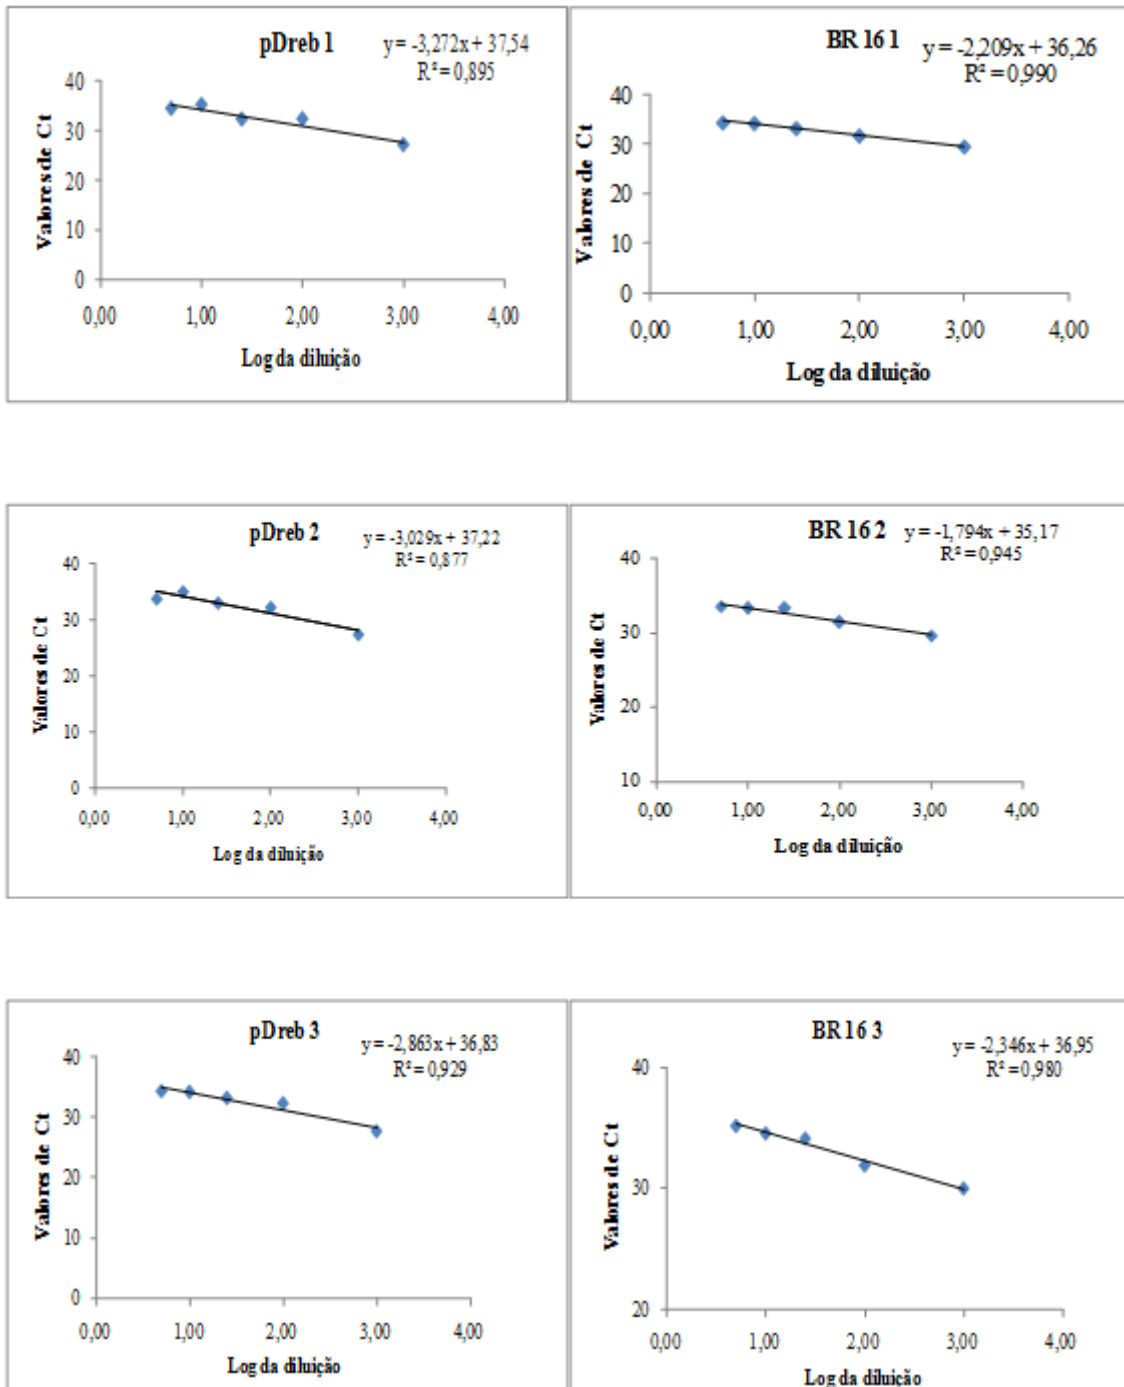 pDreb 1
y = -3,272x + 37,54
R² = 0,895
Valores de Ct
40
30
20
10
0
0,00 1,00 2,00 3,00 4,00
Log da diluição
BR 16 1
y = -2,209x + 36,26
R² = 0,990
Valores de Ct
40
30
20
10
0
0,00 1,00 2,00 3,00 4,00
Log da diluição
pDreb 2
y = -3,029x + 37,22
R² = 0,877
Valores de Ct
40
30
20
10
0
0,00 1,00 2,00 3,00 4,00
Log da diluição
BR 16 2
y = -1,794x + 35,17
R² = 0,945
Valores de Ct
40
30
20
10
0,00 1,00 2,00 3,00 4,00
Log da diluição
pDreb 3
y = -2,863x + 36,83
R² = 0,929
Valores de Ct
40
30
20
10
0
0,00 1,00 2,00 3,00 4,00
Log da diluição
BR 16 3
y = -2,346x + 36,95
R² = 0,980
Valores de Ct
40
30
20
0,00 1,00 2,00 3,00 4,00
Log da diluição